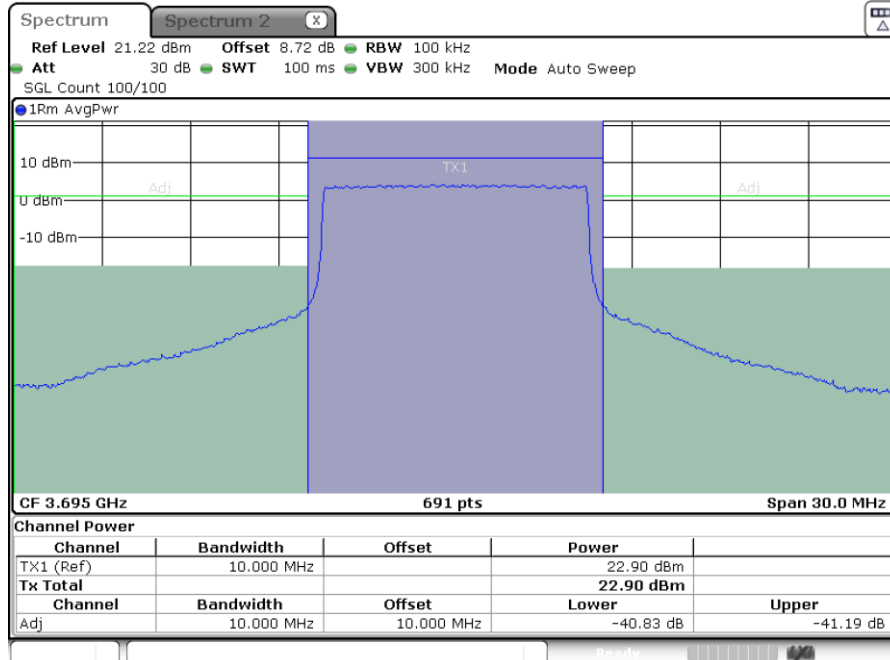 Spectrum Spectrum 2 X
Ref Level 21.22 dBm Offset 8.72 dB RBW 100 kHz
Att 30 dB SWT 100 ms VBW 300 kHz Mode Auto Sweep
SGL Count 100/100
1Rm AvgPwr
10 dBm
TX1
Adj Adj
0 dBm
-10 dBm
CF 3.695 GHz 691 pts Span 30.0 MHz
Channel Power
Channel Bandwidth Offset Power
TX1 (Ref) 10.000 MHz 22.90 dBm
Tx Total 22.90 dBm
Channel Bandwidth Offset Lower Upper
Adj 10.000 MHz 10.000 MHz -40.83 dB -41.19 dB
Ready